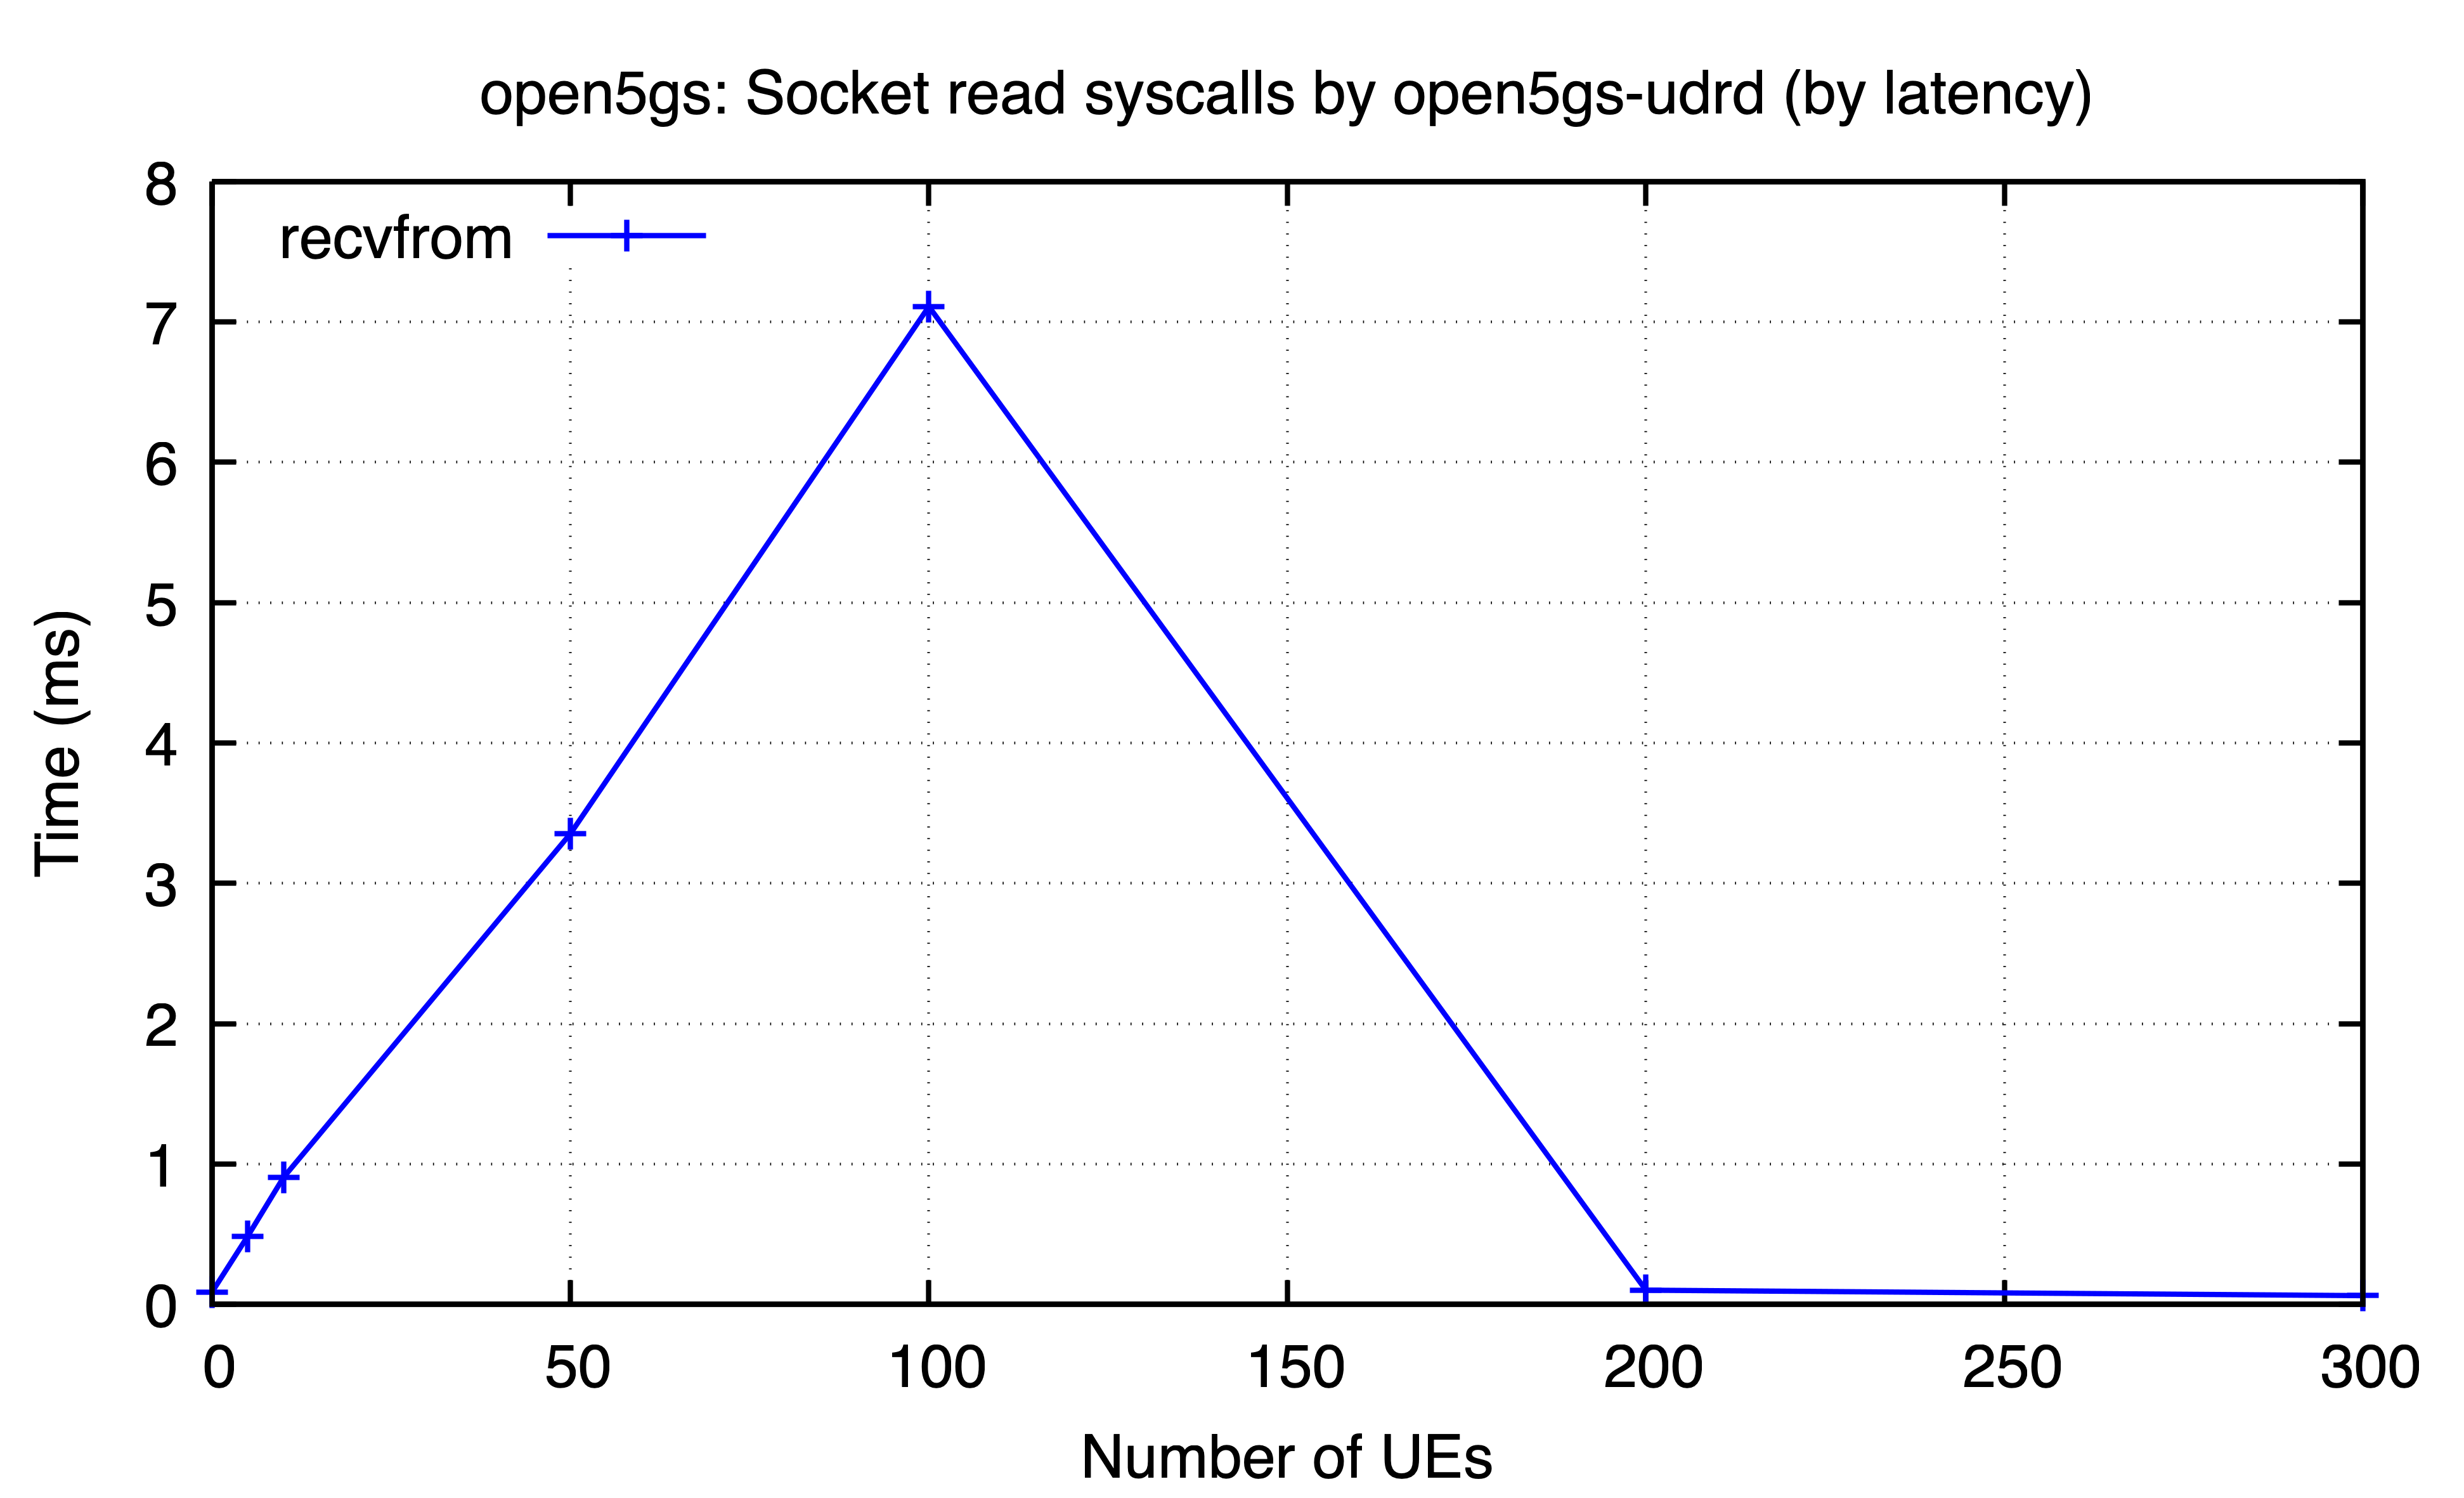 open5gs: Socket read syscalls by open5gs-udrd (by latency)
8
recvfrom
7
6
5
4
3
2
1
0
Time (ms)
0 50 100 150 200 250 300
Number of UEs